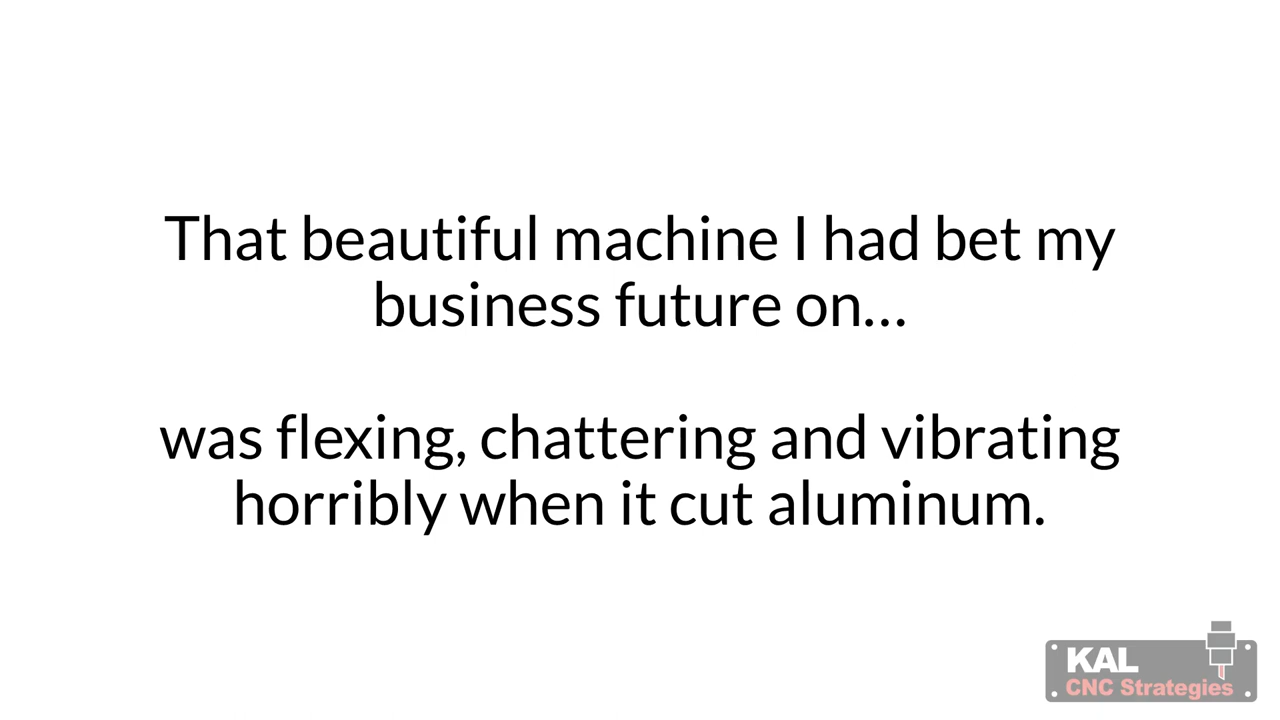 That beautiful machine I had bet my
business future on...
was flexing, chattering and vibrating
horribly when it cut aluminum.
KAL
CNC Strategies